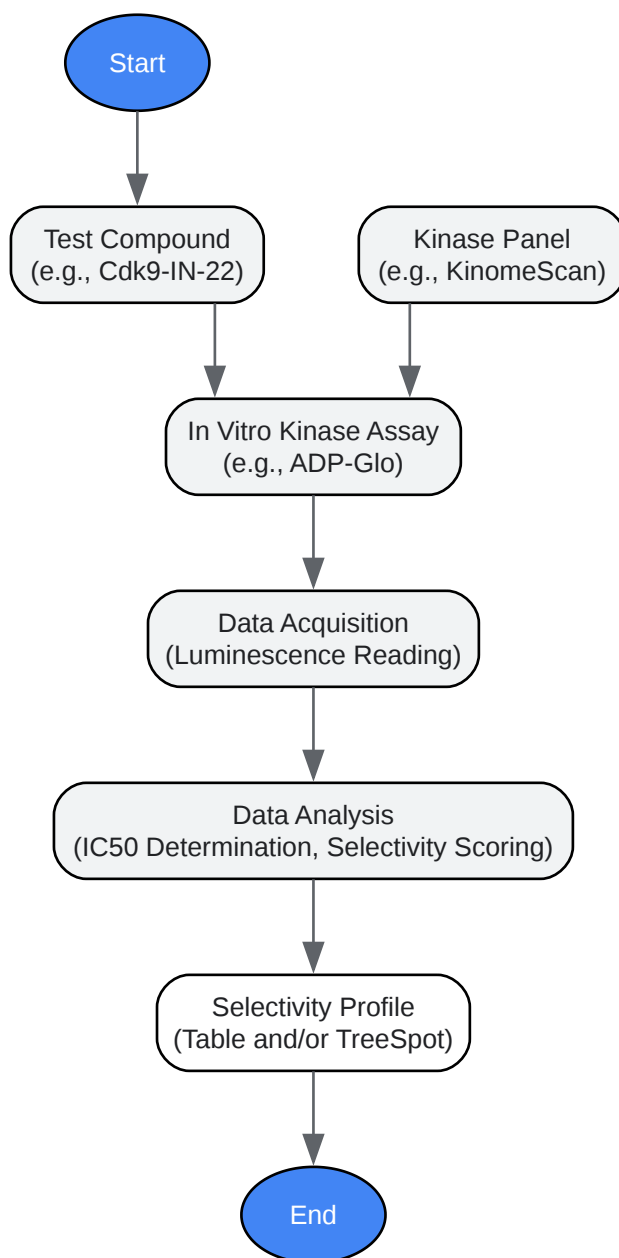 Start
Test Compound
(e.g., Cdk9-IN-22)
Kinase Panel
(e.g., KinomeScan)
In Vitro Kinase Assay
(e.g., ADP-Glo)
Data Acquisition
(Luminescence Reading)
Data Analysis
(IC50 Determination, Selectivity Scoring)
Selectivity Profile
(Table and/or TreeSpot)
End